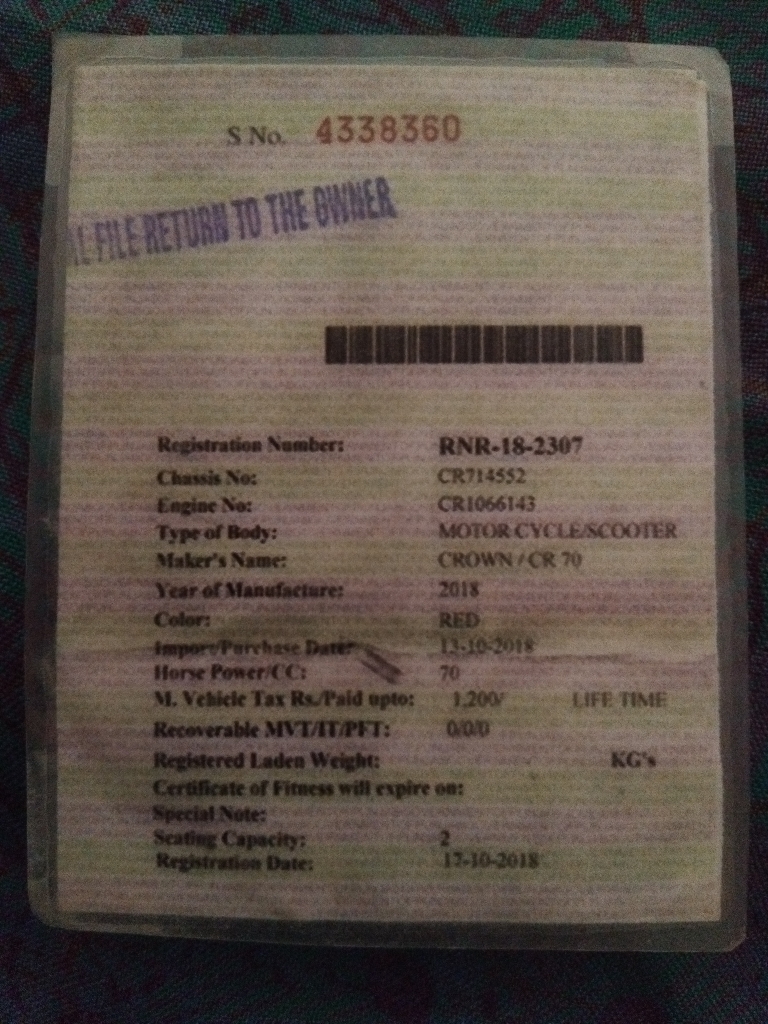 S No. 4338360
L FILE RETURN TO THE OWNER
Registration Number: RNR-18-2307
Chassis No: CR714552
Engine No: CR1066143
Type of Body: MOTOR CYCLE/SCOOTER
Maker's Name: CROWN / CR 70
Year of Manufacture: 2018
Color: RED
Import/Purchase Date: 13-10-2018
Horse Power/CC: 70
M. Vehicle Tax Rs./Paid upto: 1,200/ LIFE TIME
Recoverable MVT/IT/PFT: 0/0/0
Registered Laden Weight: KG's
Certificate of Fitness will expire on:
Special Note:
Seating Capacity: 2
Registration Date: 17-10-2018